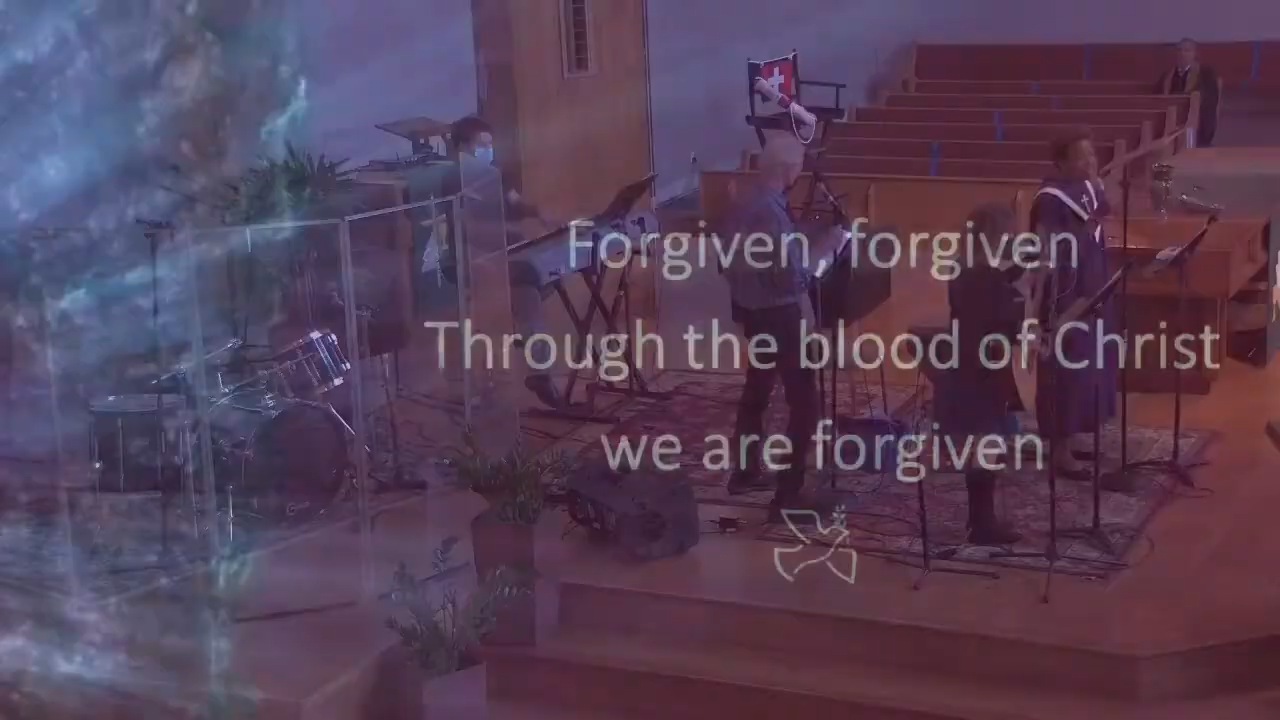 Forgiven, forgiven
Through the blood of Christ
we are forgiven